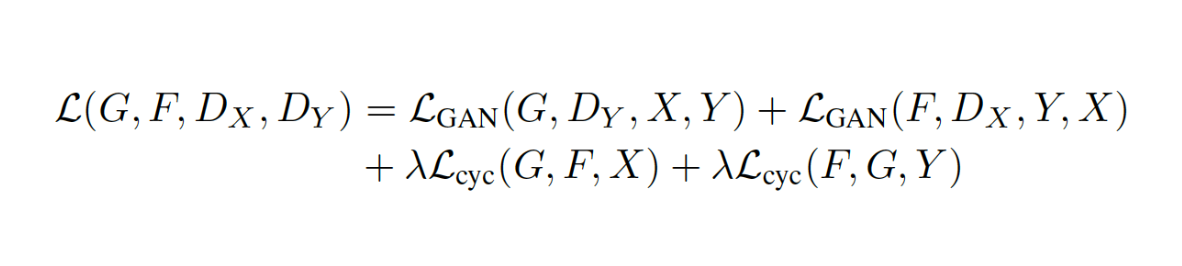 ℒ(G, F, D_X, D_Y) = ℒ_GAN(G, D_Y, X, Y) + ℒ_GAN(F, D_X, Y, X)
+ λℒ_cyc(G, F, X) + λℒ_cyc(F, G, Y)